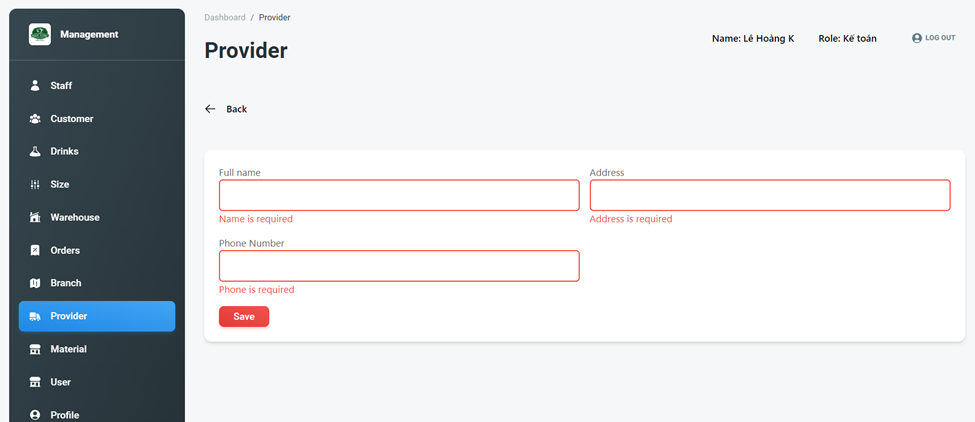 Management
Staff
Customer
Drinks
Size
Warehouse
Orders
Branch
Provider
Material
User
Profile
Dashboard / Provider
Provider
Name: Lê Hoàng K
Role: Kế toán
LOG OUT
Back
Full name
Name is required
Address
Address is required
Phone Number
Phone is required
Save